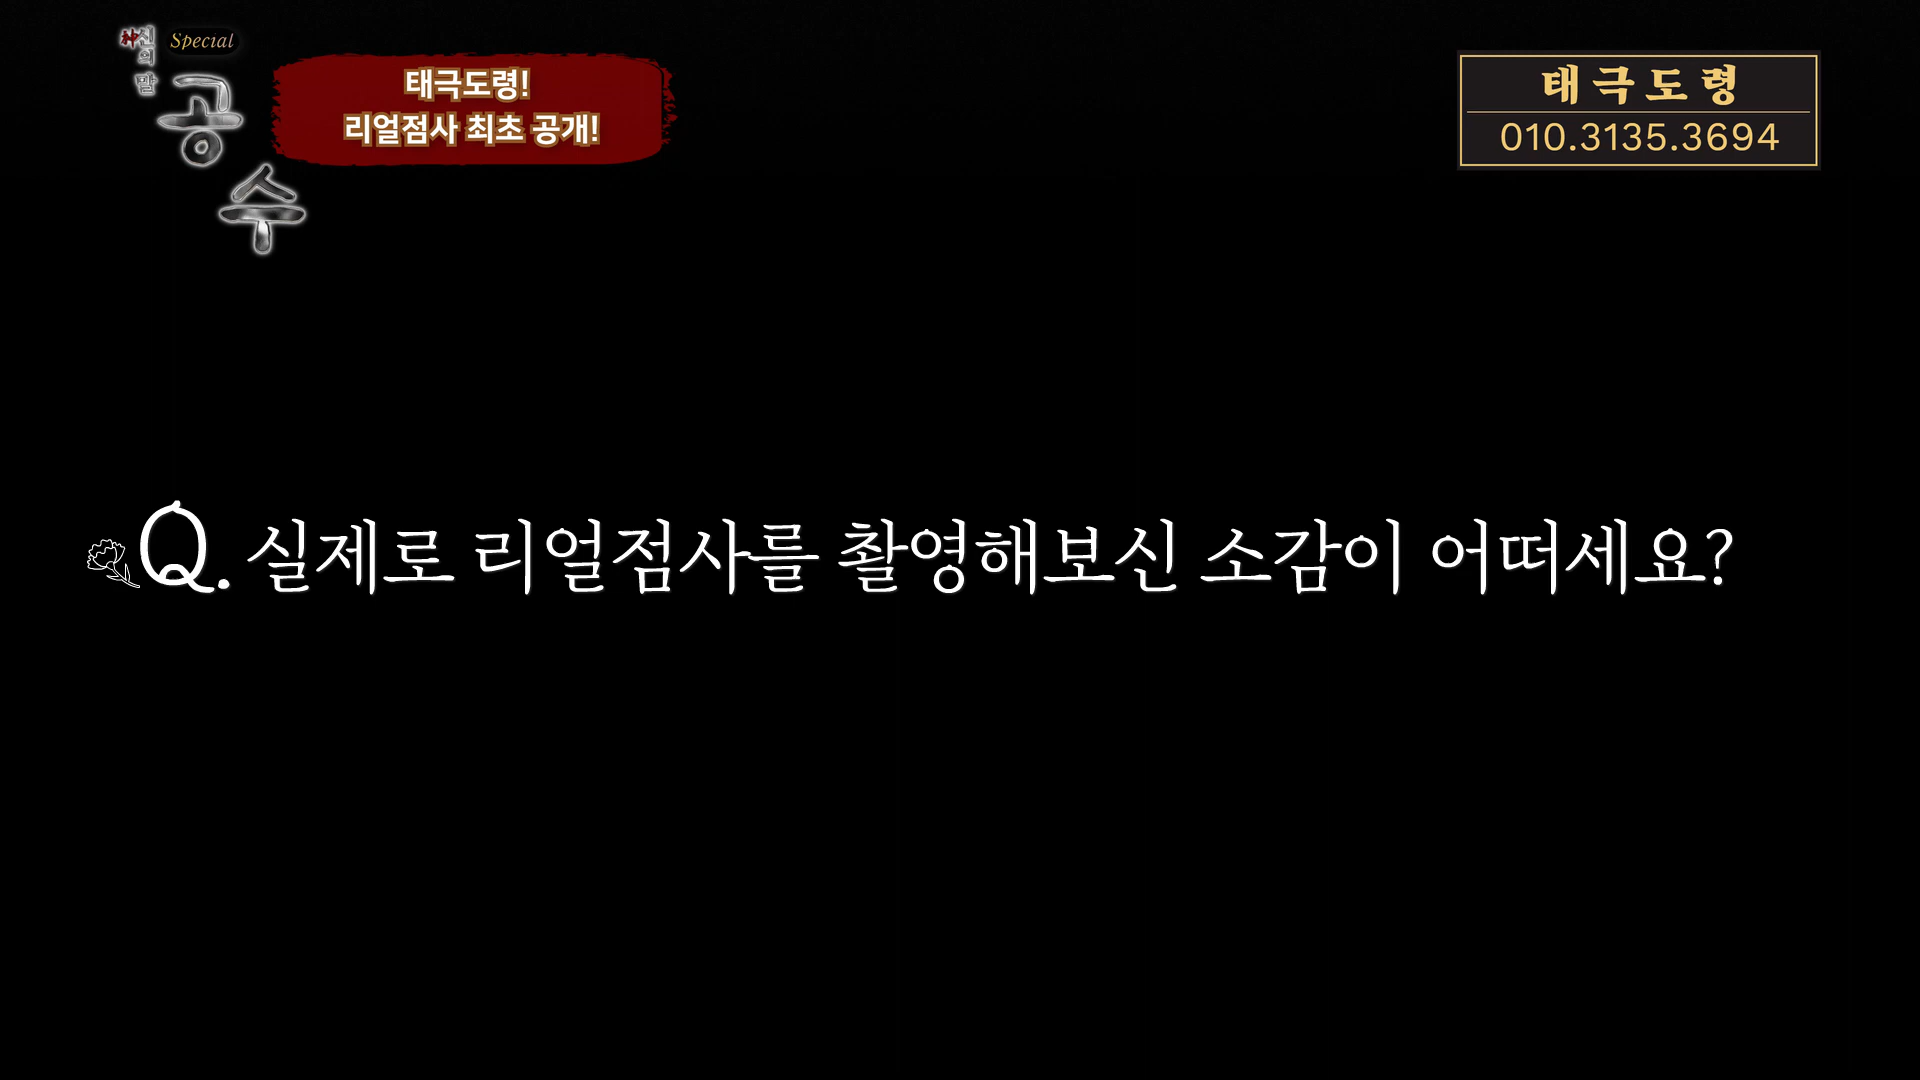 神 신의 말
Special
공수
태극도령!
리얼점사 최초 공개!
태극도령
010.3135.3694
Q. 실제로 리얼점사를 촬영해보신 소감이 어떠세요?